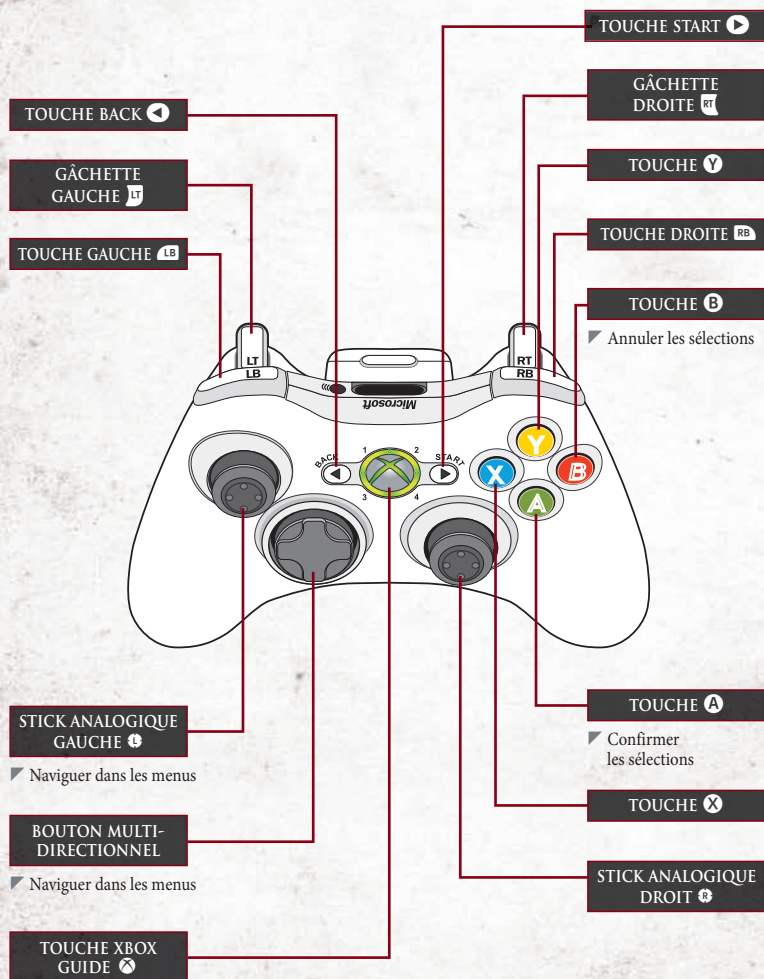 TOUCHE START
GÂCHETTE
DROITE RT
TOUCHE BACK
TOUCHE Y
GÂCHETTE
GAUCHE LT
TOUCHE DROITE RB
TOUCHE GAUCHE LB
TOUCHE B
Annuler les sélections
LT
LB
RT
RB
Microsoft
BACK
1
2
3
4
START
Y
X
B
A
STICK ANALOGIQUE
GAUCHE L
Naviguer dans les menus
TOUCHE A
Confirmer
les sélections
TOUCHE X
BOUTON MULTI-
DIRECTIONNEL
Naviguer dans les menus
STICK ANALOGIQUE
DROIT R
TOUCHE XBOX
GUIDE